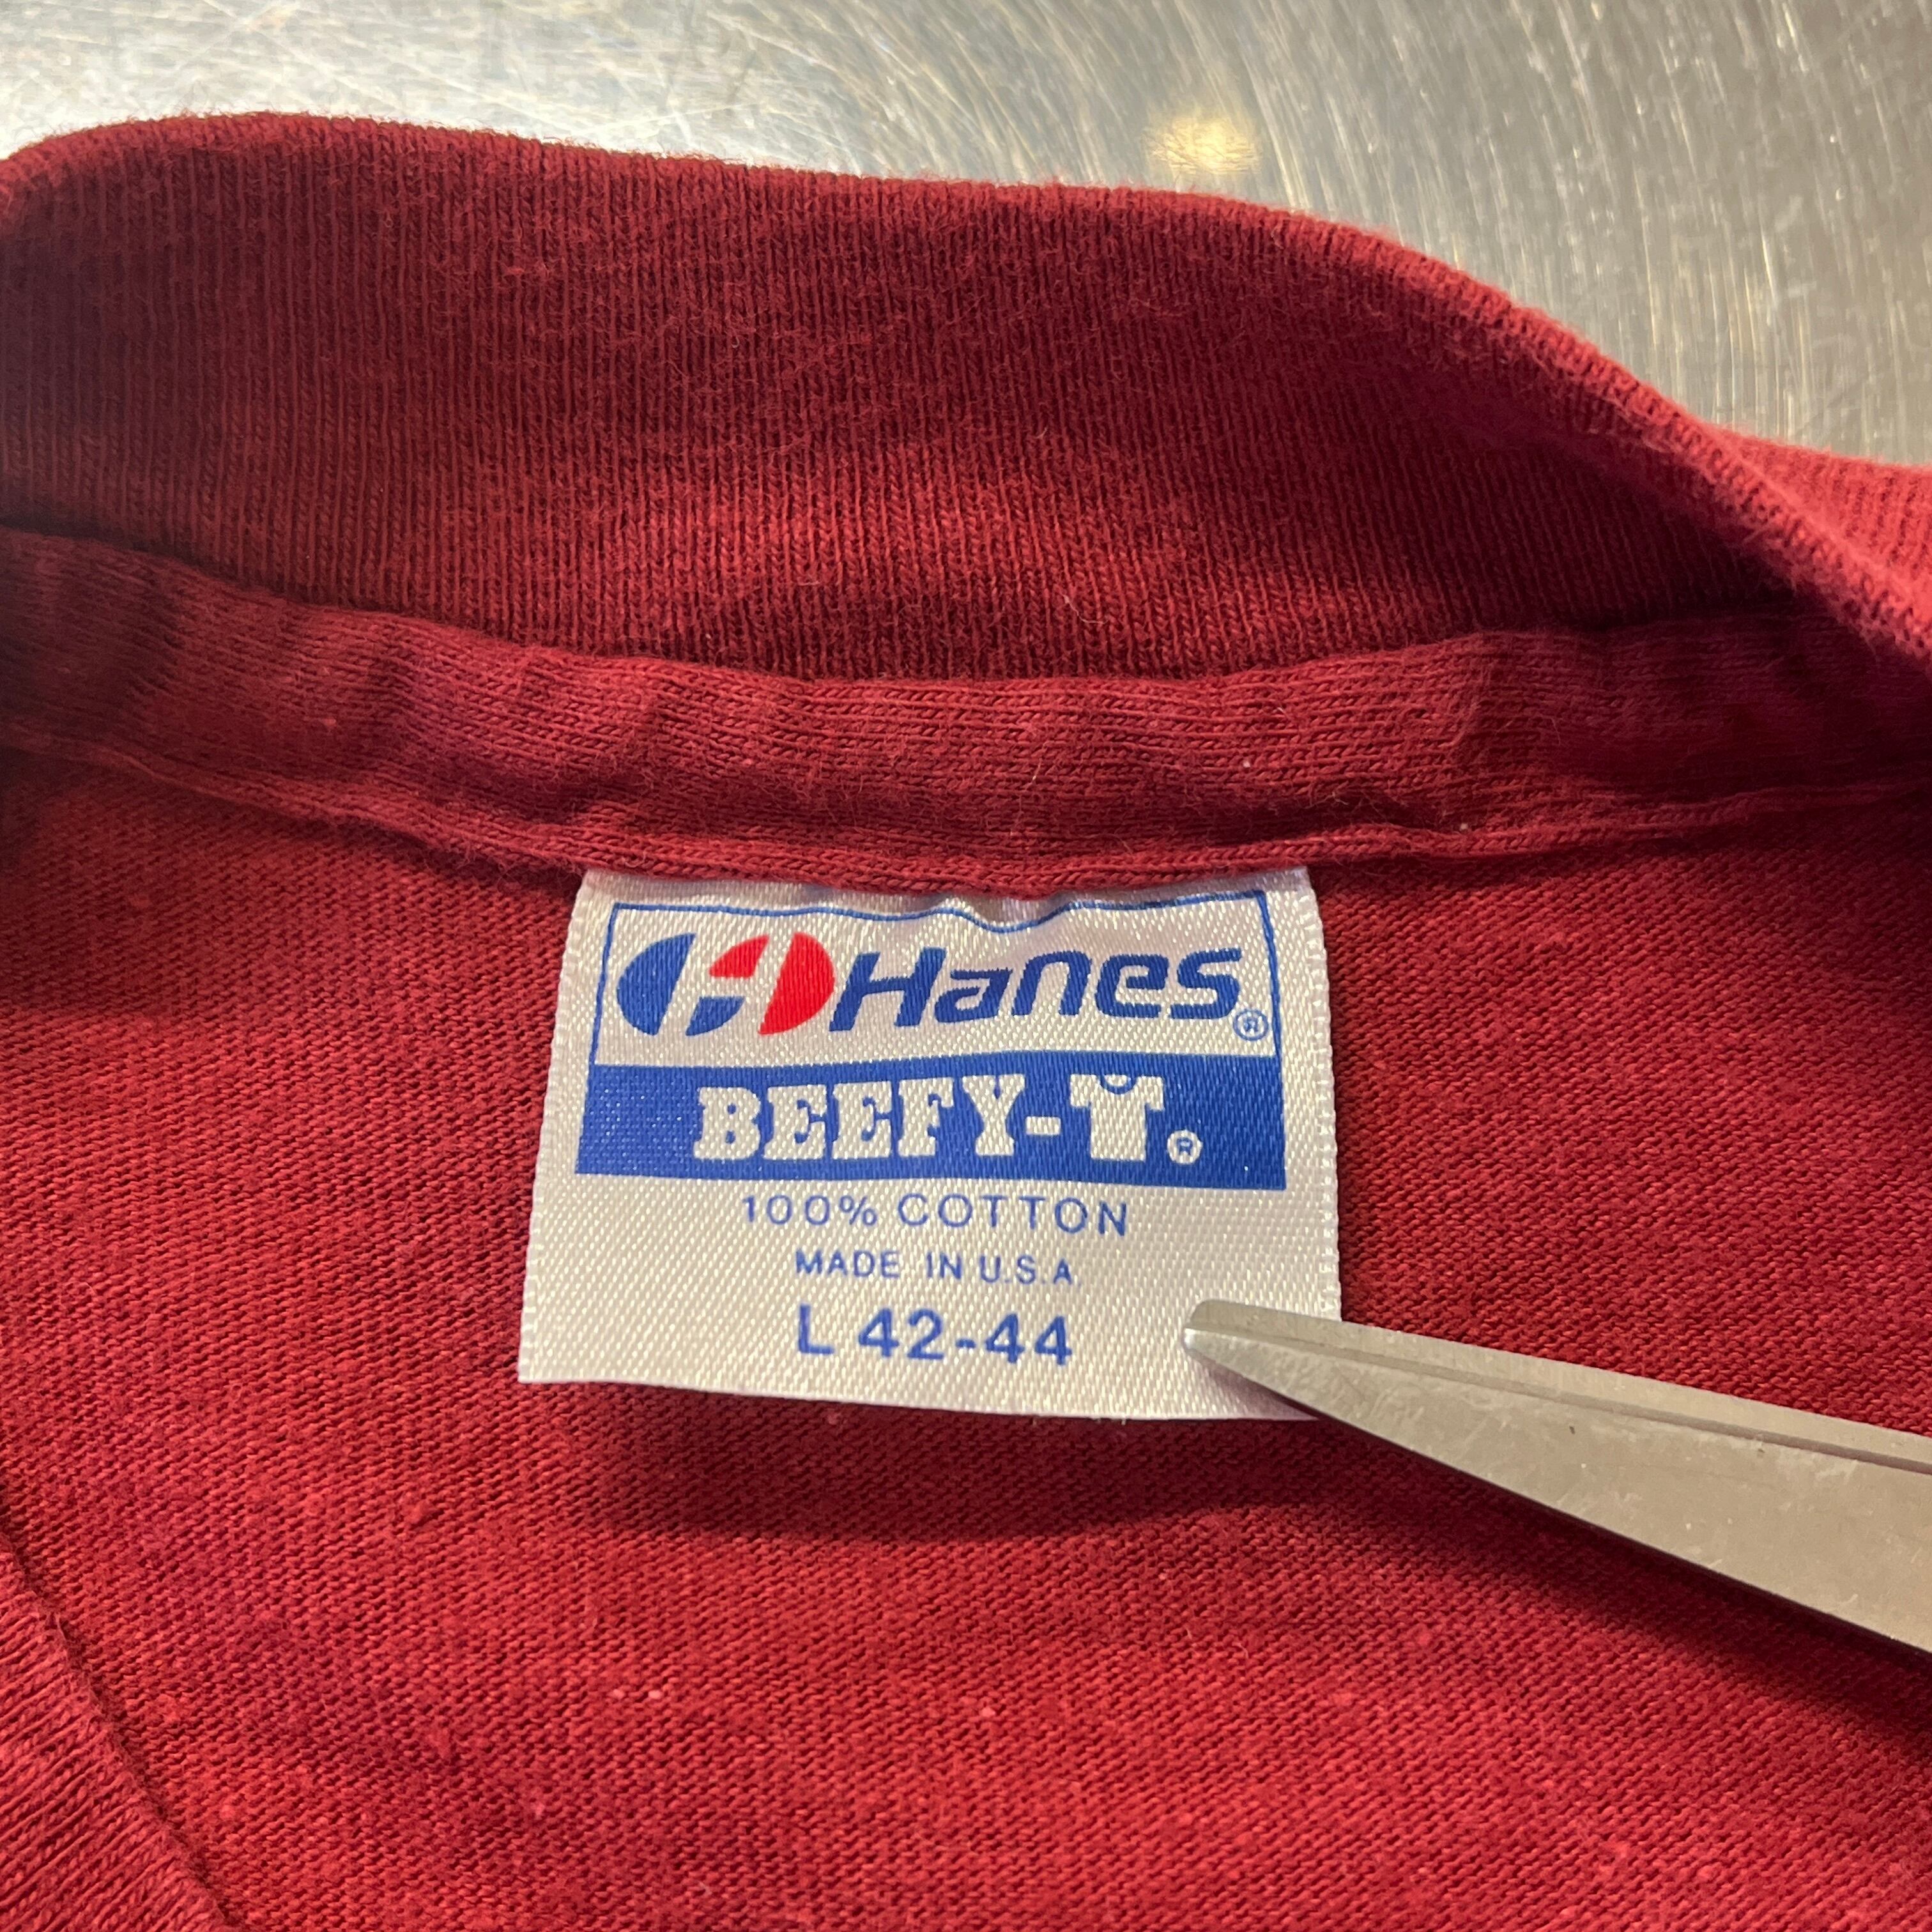 Hanes®
BEEFY-T®
100% COTTON
MADE IN U.S.A.
L 42-44